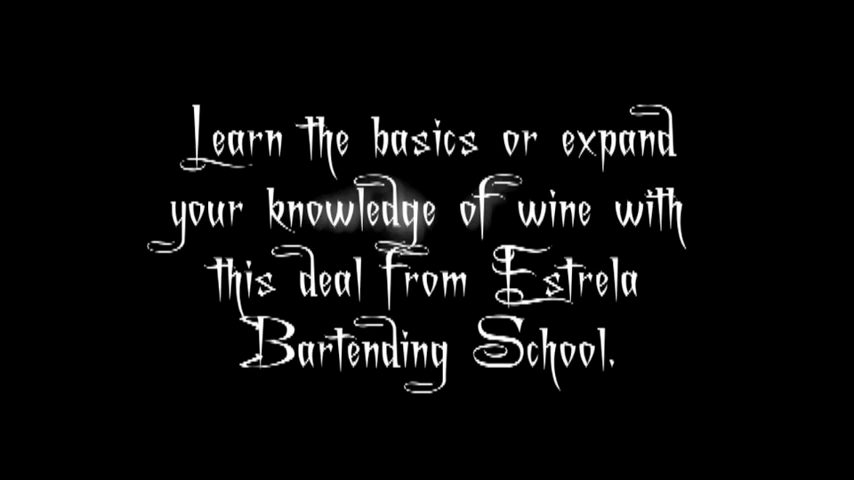 Learn the basics or expand
your knowledge of wine with
this deal from Estrela
Bartending School.